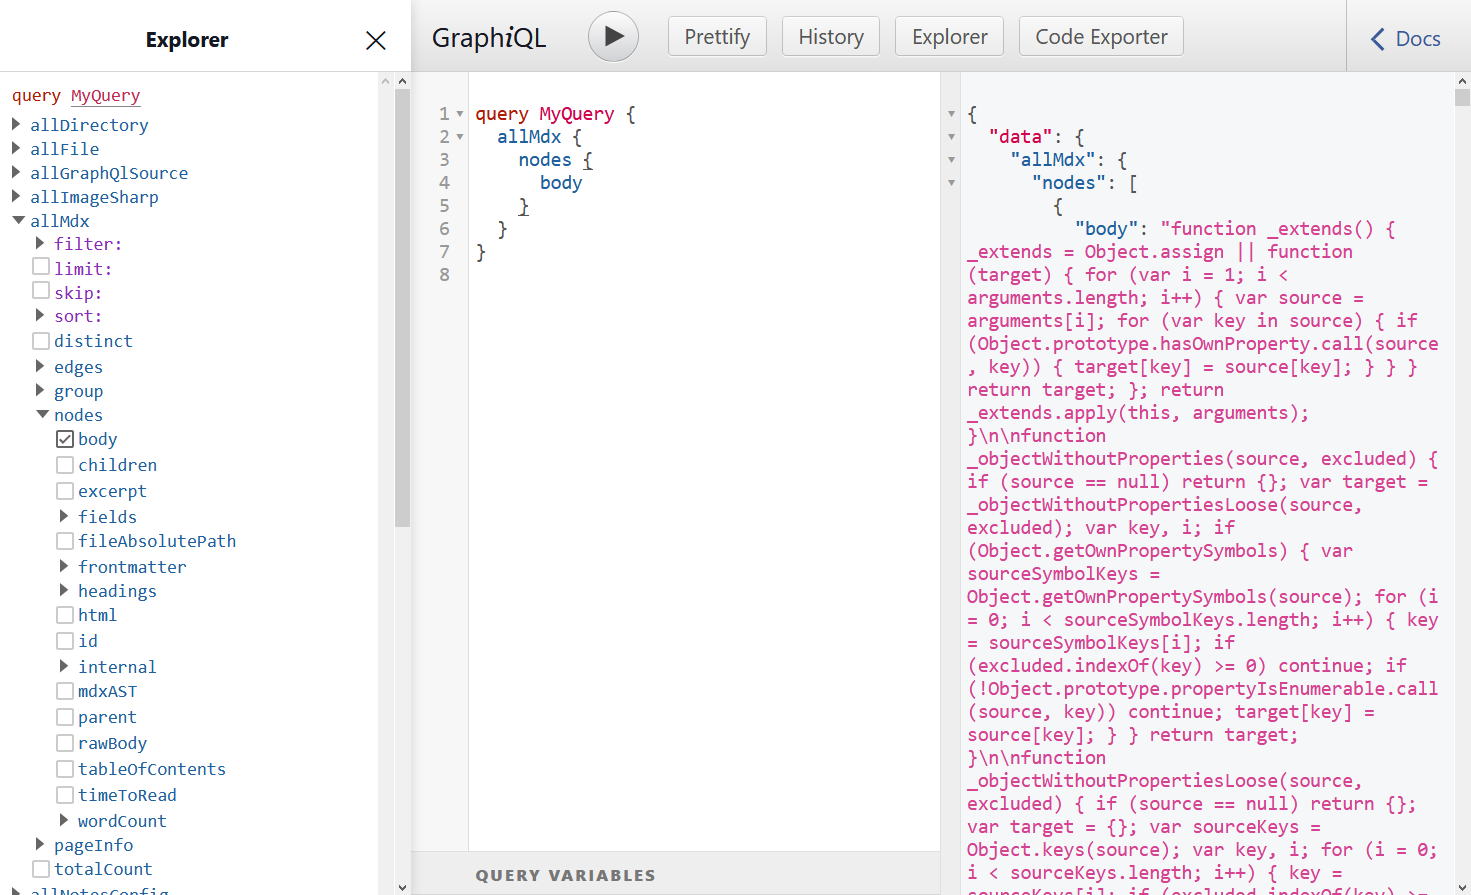 Explorer
GraphiQL
Prettify
History
Explorer
Code Exporter
Docs
query MyQuery
allDirectory
allFile
allGraphQlSource
allImageSharp
allMdx
filter:
limit:
skip:
sort:
distinct
edges
group
nodes
body
children
excerpt
fields
fileAbsolutePath
frontmatter
headings
html
id
internal
mdxAST
parent
rawBody
tableOfContents
timeToRead
wordCount
pageInfo
totalCount
allNotesConfig
1 query MyQuery {
2 allMdx {
3 nodes {
4 body
5 }
6 }
7 }
8
QUERY VARIABLES
{
"data": {
"allMdx": {
"nodes": [
{
"body": "function _extends() {
_extends = Object.assign || function
(target) { for (var i = 1; i <
arguments.length; i++) { var source =
arguments[i]; for (var key in source) { if
(Object.prototype.hasOwnProperty.call(source
, key)) { target[key] = source[key]; } } }
return target; }; return
_extends.apply(this, arguments);
}\n\nfunction
_objectWithoutProperties(source, excluded) {
if (source == null) return {}; var target =
_objectWithoutPropertiesLoose(source,
excluded); var key, i; if
(Object.getOwnPropertySymbols) { var
sourceSymbolKeys =
Object.getOwnPropertySymbols(source); for (i
= 0; i < sourceSymbolKeys.length; i++) { key
= sourceSymbolKeys[i]; if
(excluded.indexOf(key) >= 0) continue; if
(!Object.prototype.propertyIsEnumerable.call
(source, key)) continue; target[key] =
source[key]; } } return target;
}\n\nfunction
_objectWithoutPropertiesLoose(source,
excluded) { if (source == null) return {};
var target = {}; var sourceKeys =
Object.keys(source); var key, i; for (i = 0;
i < sourceKeys.length; i++) { key =
sourceKeys[i]; if (excluded.indexOf(key) >=